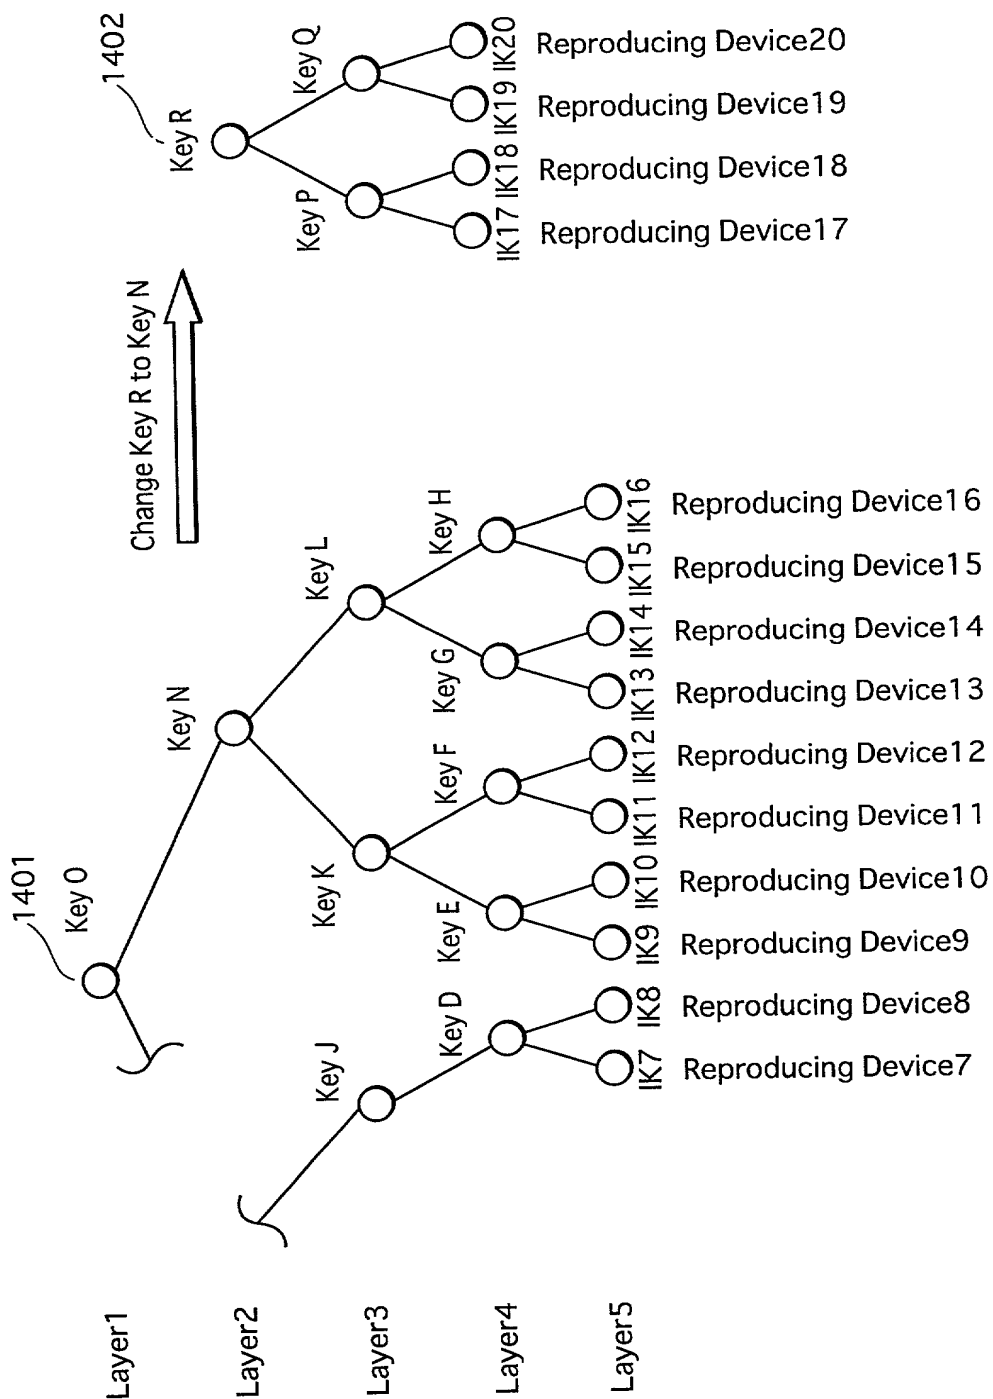 1401
Key O
1402
Key R
Change Key R to Key N
Key N
Key P
Key Q
Key J
Key K
Key L
IK17
IK18
IK19
IK20
Reproducing Device17
Reproducing Device18
Reproducing Device19
Reproducing Device20
Key D
Key E
Key F
Key G
Key H
IK7
IK8
IK9
IK10
IK11
IK12
IK13
IK14
IK15
IK16
Reproducing Device7
Reproducing Device8
Reproducing Device9
Reproducing Device10
Reproducing Device11
Reproducing Device12
Reproducing Device13
Reproducing Device14
Reproducing Device15
Reproducing Device16
Layer1
Layer2
Layer3
Layer4
Layer5